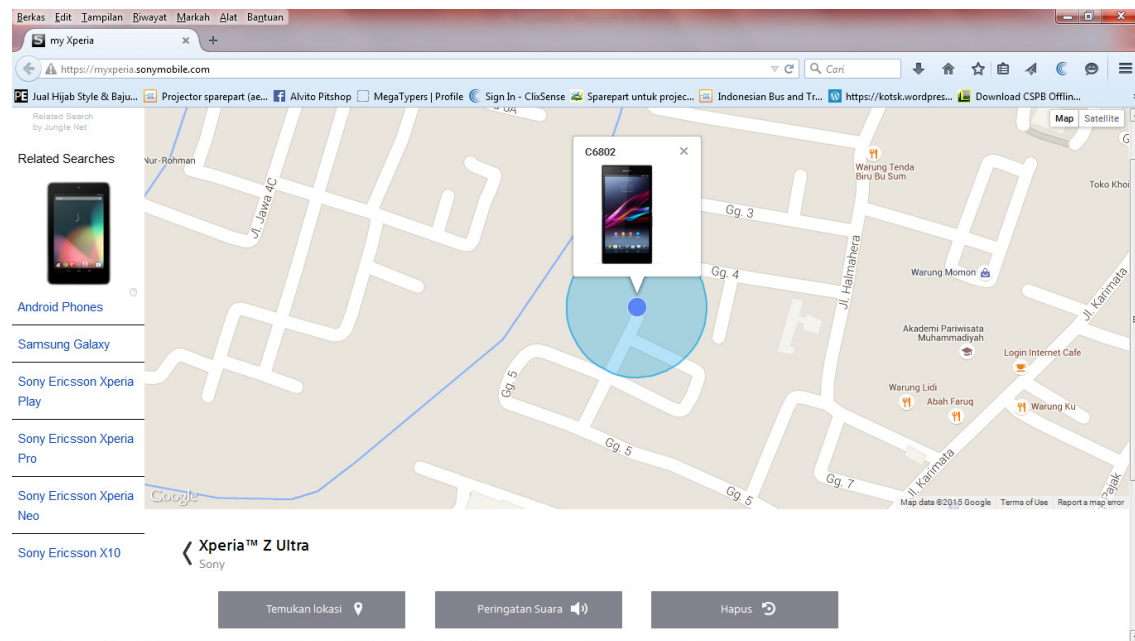 Berkas Edit Tampilan Riwayat Markah Alat Bantuan
my Xperia
https://myxperia.sonymobile.com
Cari
Jual Hijab Style & Baju... Projector sparepart (ae... Alvito Pitshop MegaTypers | Profile Sign In - ClixSense Sparepart untuk projec... Indonesian Bus and Tr... https://kotsk.wordpres... Download CSPB Offlin...
Related Search
by Jungle Net
Related Searches
Android Phones
Samsung Galaxy
Sony Ericsson Xperia
Play
Sony Ericsson Xperia
Pro
Sony Ericsson Xperia
Neo
Sony Ericsson X10
Map Satellite
C6802
Nur-Rohman
Jl. Jawa 4C
Warung Tenda
Biru Bu Sum
Toko Khoi
Gg. 3
Gg. 4
Jl. Halmahera
Warung Momon
Jl. Karimata
Akademi Pariwisata
Muhammadiyah
Login Internet Cafe
Warung Lidi
Abah Faruq
Warung Ku
Gg. 5
Gg. 5
Gg. 5
Gg. 7
Jl. Karimata
Pajak
Google
Map data ©2015 Google Terms of Use Report a map error
Xperia™ Z Ultra
Sony
Temukan lokasi
Peringatan Suara
Hapus